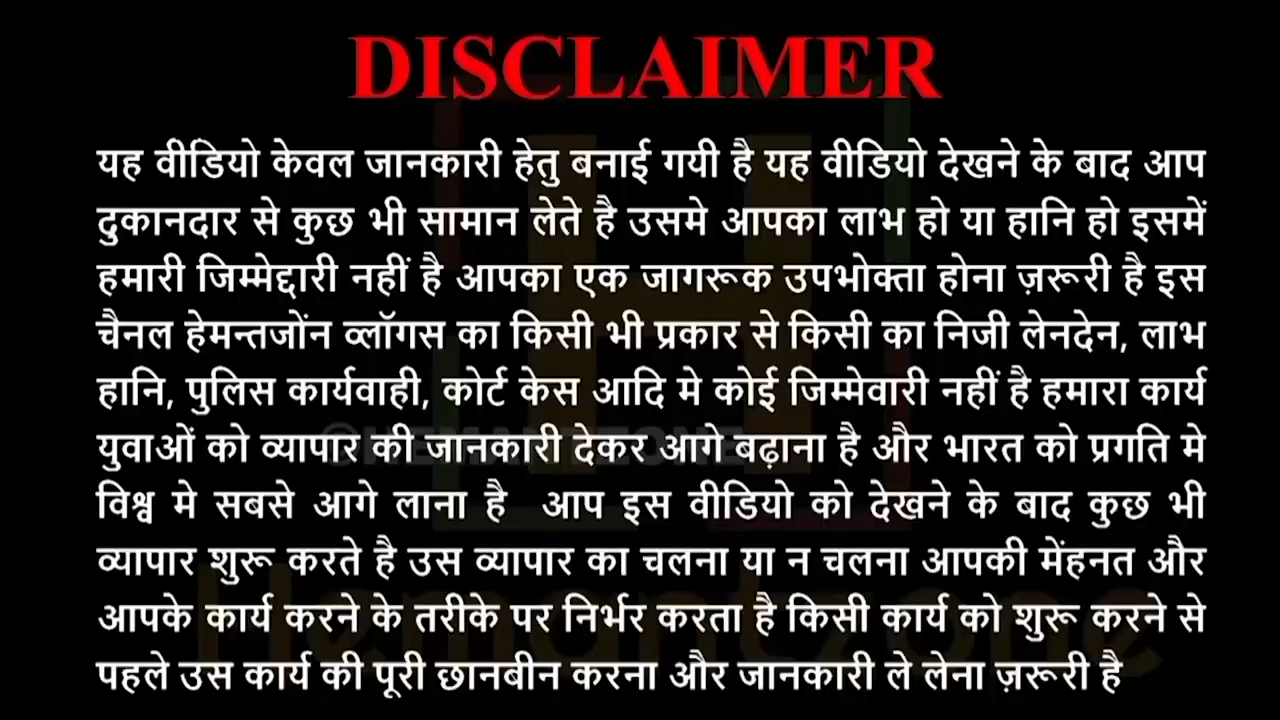 DISCLAIMER
यह वीडियो केवल जानकारी हेतु बनाई गयी है यह वीडियो देखने के बाद आप
दुकानदार से कुछ भी सामान लेते है उसमे आपका लाभ हो या हानि हो इसमें
हमारी जिम्मेद्दारी नहीं है आपका एक जागरूक उपभोक्ता होना ज़रूरी है इस
चैनल हेमन्तजोंन व्लॉगस का किसी भी प्रकार से किसी का निजी लेनदेन, लाभ
हानि, पुलिस कार्यवाही, कोर्ट केस आदि मे कोई जिम्मेवारी नहीं है हमारा कार्य
युवाओं को व्यापार की जानकारी देकर आगे बढ़ाना है और भारत को प्रगति मे
विश्व मे सबसे आगे लाना है आप इस वीडियो को देखने के बाद कुछ भी
व्यापार शुरू करते है उस व्यापार का चलना या न चलना आपकी मेंहनत और
आपके कार्य करने के तरीके पर निर्भर करता है किसी कार्य को शुरू करने से
पहले उस कार्य की पूरी छानबीन करना और जानकारी ले लेना ज़रूरी है
@HEMANTZONE
Hemantzone